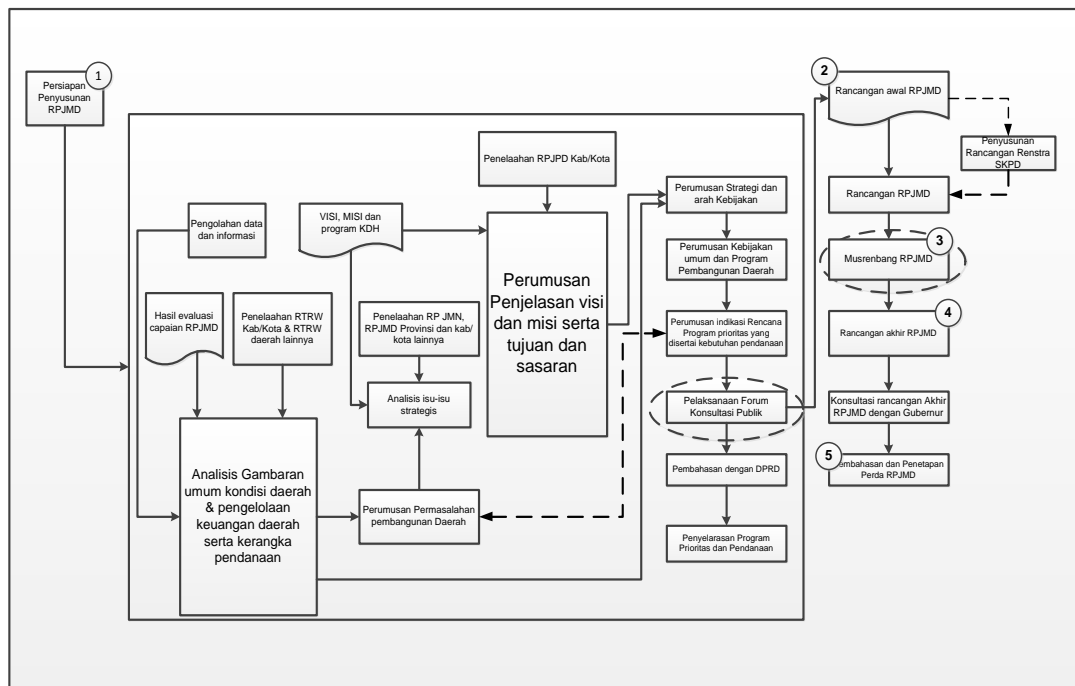 1
Persiapan
Penyusunan
RPJMD
Pengolahan data
dan informasi
Hasil evaluasi
capaian RPJMD
Penelaahan RTRW
Kab/Kota & RTRW
daerah lainnya
Analisis Gambaran
umum kondisi daerah
& pengelolaan
keuangan daerah
serta kerangka
pendanaan
VISI, MISI dan
program KDH
Penelaahan RP JMN,
RPJMD Provinsi dan kab/
kota lainnya
Analisis isu-isu
strategis
Perumusan Permasalahan
pembangunan Daerah
Penelaahan RPJPD Kab/Kota
Perumusan
Penjelasan visi
dan misi serta
tujuan dan
sasaran
Perumusan Strategi dan
arah Kebijakan
Perumusan Kebijakan
umum dan Program
Pembangunan Daerah
Perumusan indikasi Rencana
Program prioritas yang
disertai kebutuhan pendanaan
Pelaksanaan Forum
Konsultasi Publik
Pembahasan dengan DPRD
Penyelarasan Program
Prioritas dan Pendanaan
2
Rancangan awal RPJMD
Penyusunan
Rancangan Renstra
SKPD
Rancangan RPJMD
3
Musrenbang RPJMD
4
Rancangan akhir RPJMD
Konsultasi rancangan Akhir
RPJMD dengan Gubernur
5
embahasan dan Penetapan
Perda RPJMD